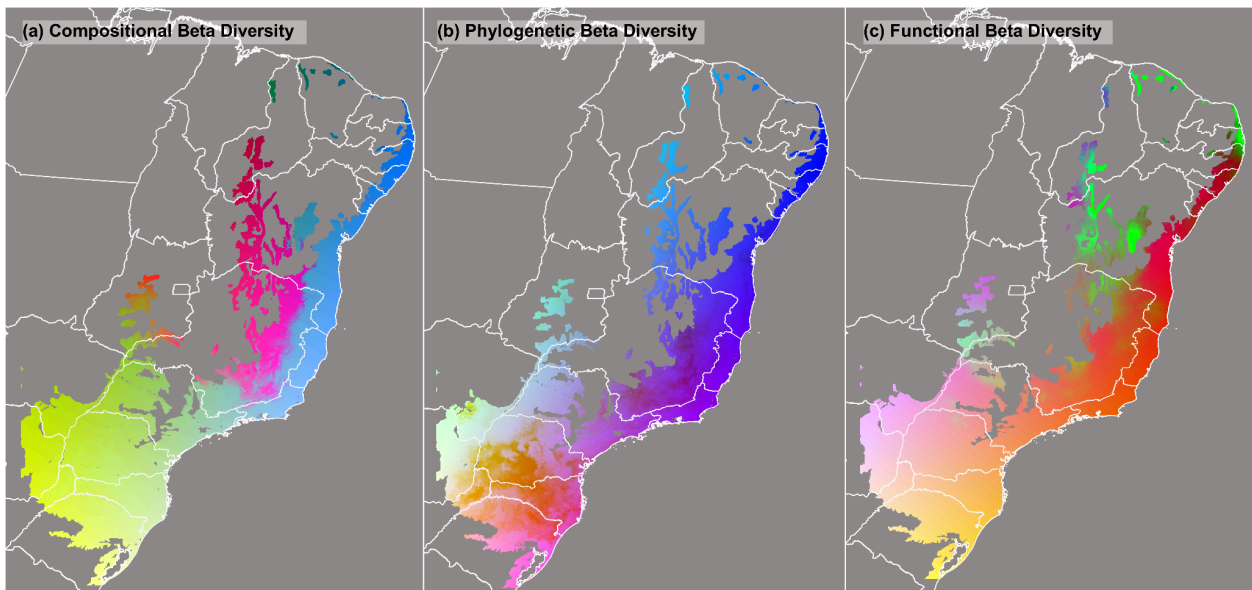 (a) Compositional Beta Diversity
(b) Phylogenetic Beta Diversity
(c) Functional Beta Diversity